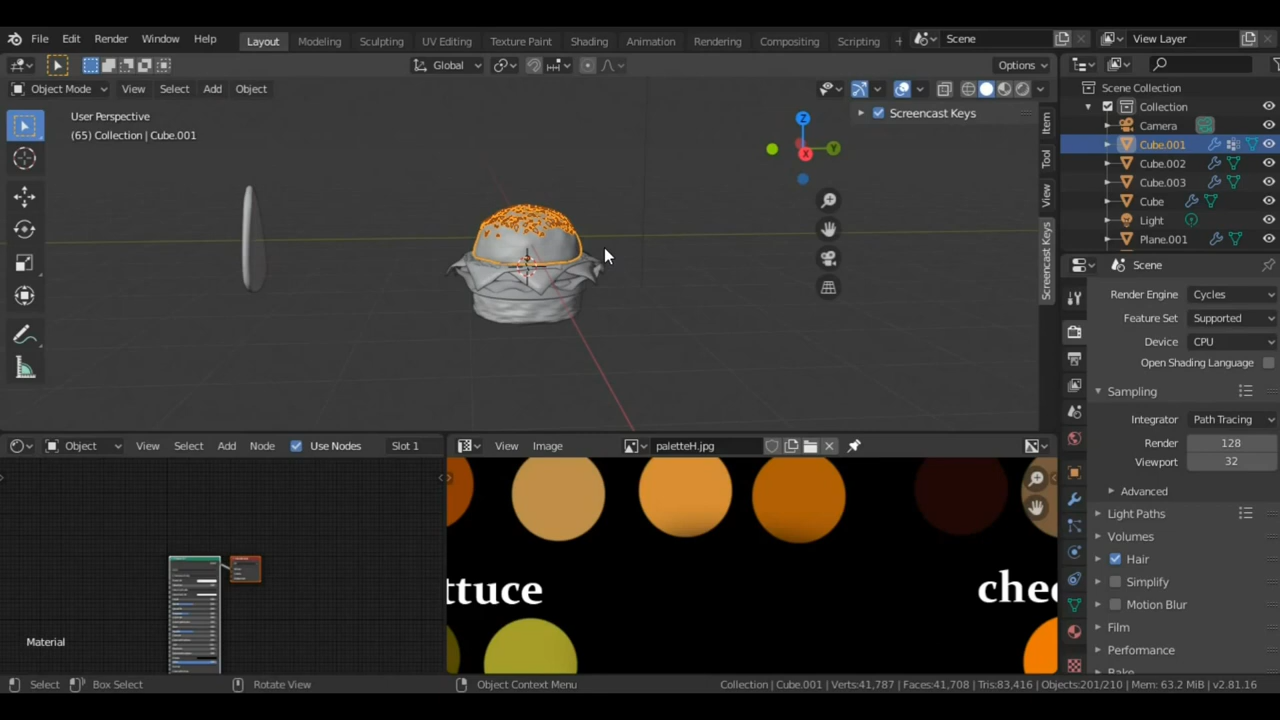 File Edit Render Window Help Layout Modeling Sculpting UV Editing Texture Paint Shading Animation Rendering Compositing Scripting + Scene View Layer
Global Options
Object Mode View Select Add Object
User Perspective
(65) Collection | Cube.001
Screencast Keys
Z
Y
X
Item
Tool
View
Screencast Keys
Scene Collection
Collection
Camera
Cube.001
Cube.002
Cube.003
Cube
Light
Plane.001
Scene
Render Engine Cycles
Feature Set Supported
Device CPU
Open Shading Language
Sampling
Integrator Path Tracing
Render 128
Viewport 32
Advanced
Light Paths
Volumes
Hair
Simplify
Motion Blur
Film
Performance
Object View Select Add Node Use Nodes Slot 1
View Image paletteH.jpg
ttuce
chee
Material
Select Box Select Rotate View Object Context Menu Collection | Cube.001 | Verts:41,787 | Faces:41,708 | Tris:83,416 | Objects:201/210 | Mem: 63.2 MiB | v2.81.16